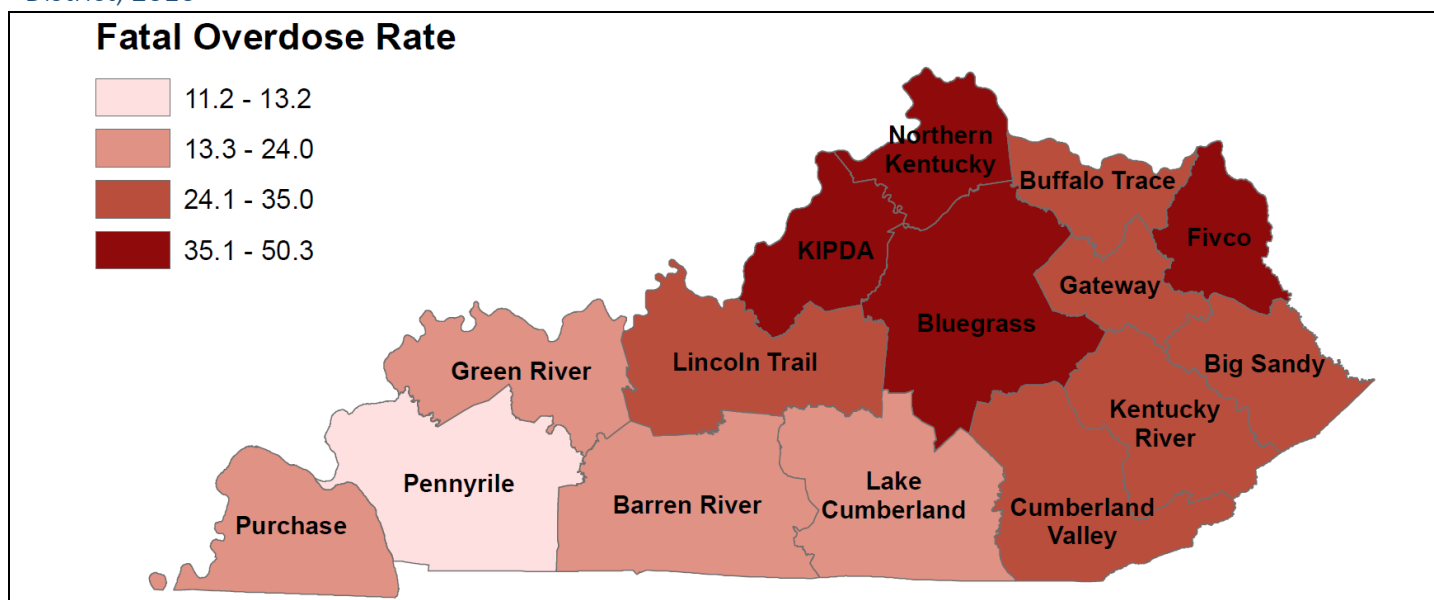 Fatal Overdose Rate
11.2 - 13.2
13.3 - 24.0
24.1 - 35.0
35.1 - 50.3
Northern
Kentucky
Buffalo Trace
Fivco
KIPDA
Gateway
Bluegrass
Lincoln Trail
Green River
Big Sandy
Kentucky
River
Pennyrile
Lake
Cumberland
Barren River
Cumberland
Valley
Purchase